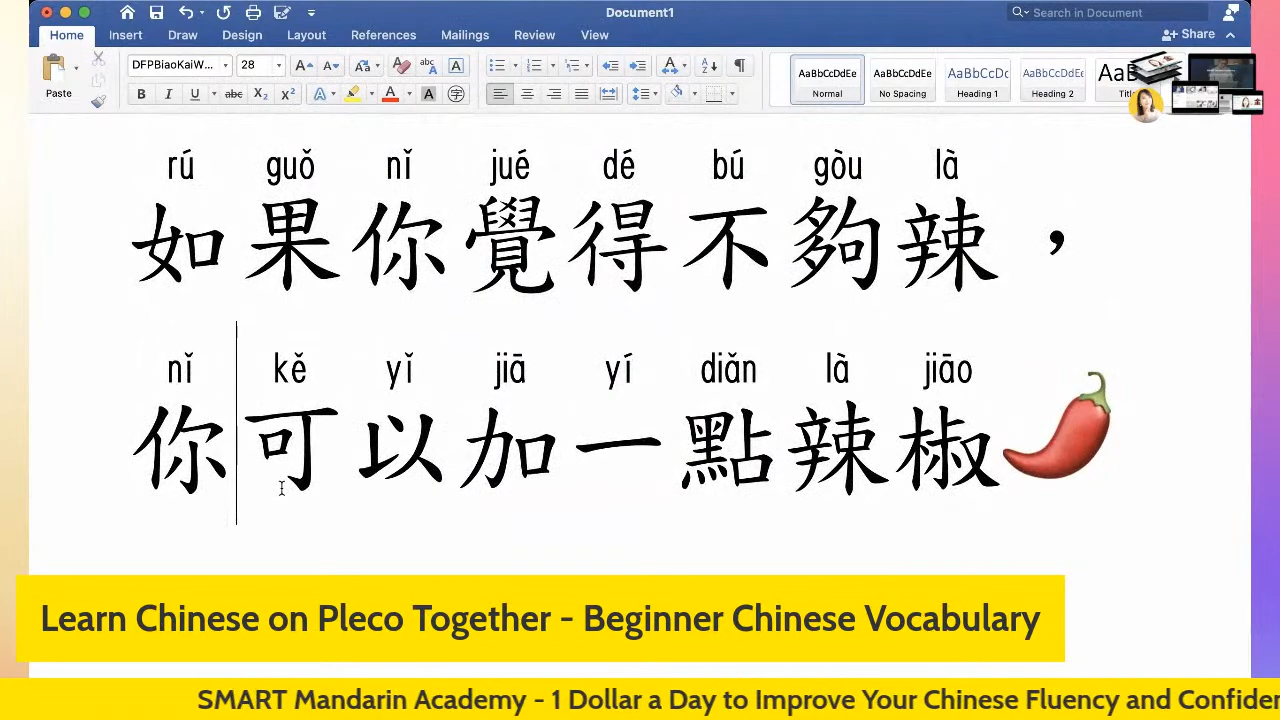 Document1
Search in Document
Home Insert Draw Design Layout References Mailings Review View
Share
Paste
DFPBiaoKaiW... 28
AaBbCcDdEe AaBbCcDdEe AaBbCcDc AaBbCcDdEe
Normal No Spacing Heading 1 Heading 2
rú guǒ nǐ jué dé bú gòu là
如果你覺得不夠辣，
nǐ kě yǐ jiā yí diǎn là jiāo
你可以加一點辣椒
Learn Chinese on Pleco Together - Beginner Chinese Vocabulary
SMART Mandarin Academy - 1 Dollar a Day to Improve Your Chinese Fluency and Confider